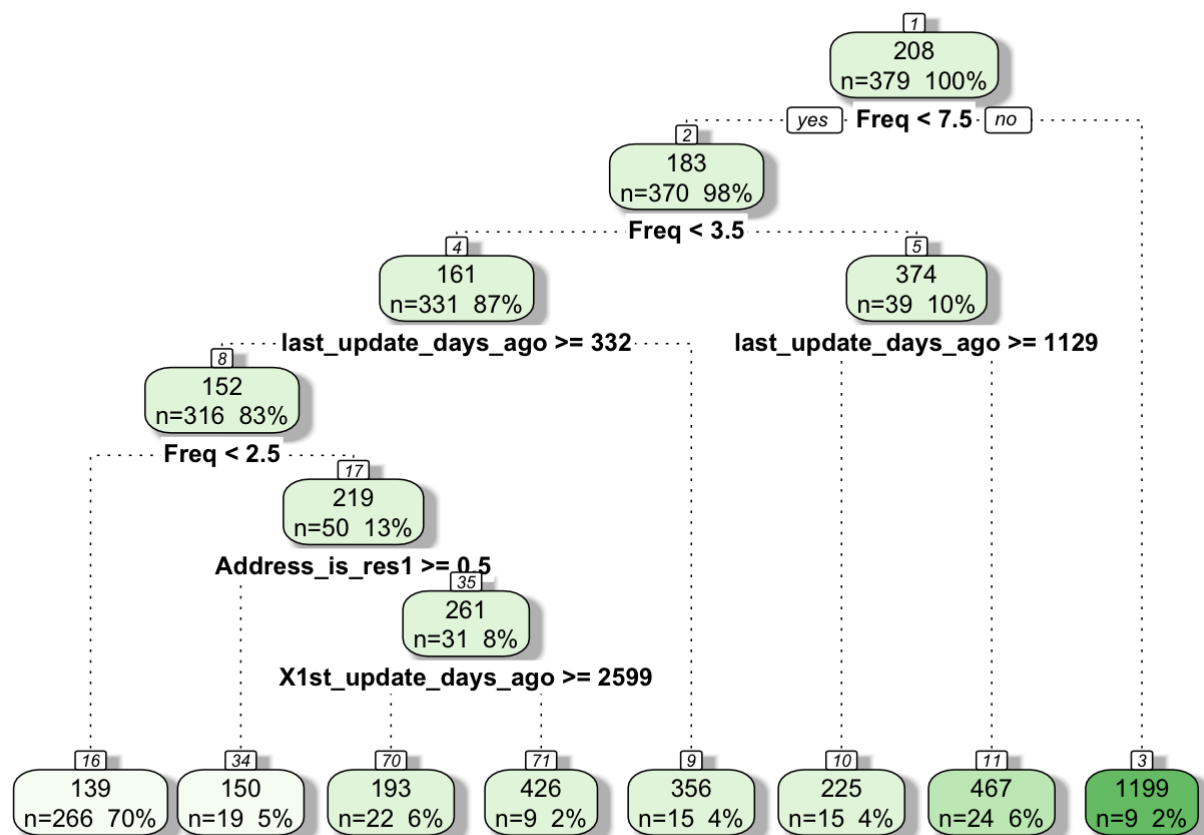 1
208
n=379 100%
yes Freq < 7.5 no
2
183
n=370 98%
Freq < 3.5
4 5
161 374
n=331 87% n=39 10%
last_update_days_ago >= 332 last_update_days_ago >= 1129
8
152
n=316 83%
Freq < 2.5
17
219
n=50 13%
Address_is_res1 >= 0.5
35
261
n=31 8%
X1st_update_days_ago >= 2599
16 34 70 71 9 10 11 3
139 150 193 426 356 225 467 1199
n=266 70% n=19 5% n=22 6% n=9 2% n=15 4% n=15 4% n=24 6% n=9 2%